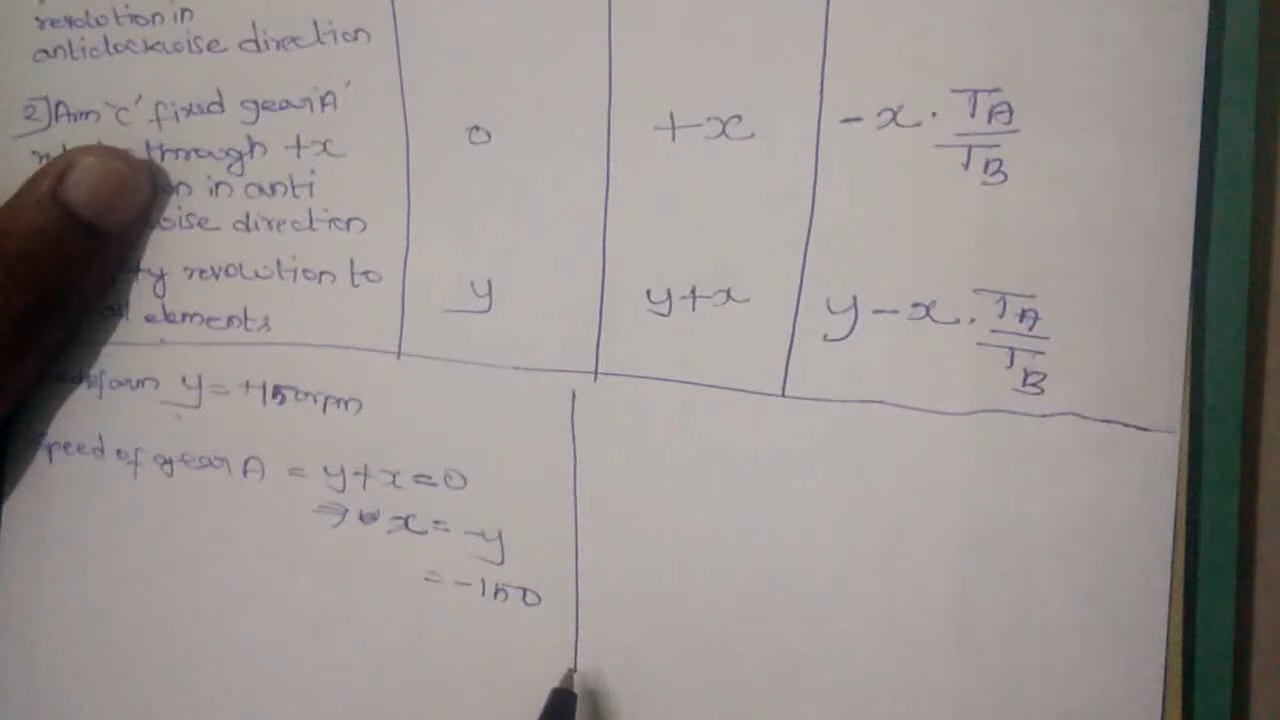 revolution in
anticlockwise direction
2] Arm 'C' fixed gear 'A'
through +x
in anti
direction
0
+x
-x . TA
TB
revolution to
all elements
y
y+x
y-x . TA
TB
y = +150rpm
Speed of gear A = y+x=0
⇒ x = -y
= -150